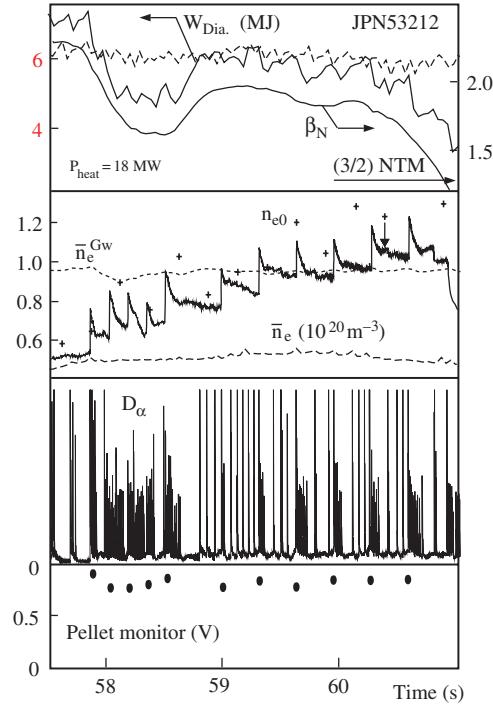 W_Dia. (MJ)
JPN53212
6
4
2.0
1.5
β_N
P_heat = 18 MW
(3/2) NTM
1.2
1.0
0.8
0.6
n̄_e^Gw
n_e0
n̄_e (10^20 m^−3)
D_α
0
0.5
0
Pellet monitor (V)
58
59
60
Time (s)